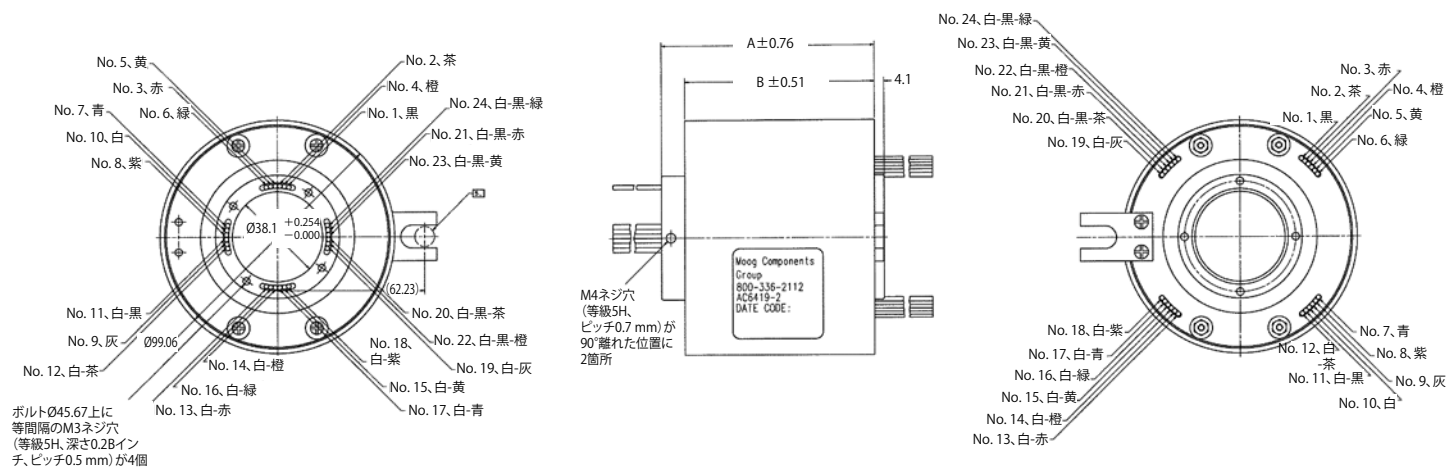 No. 5、黄
No. 3、赤
No. 7、青
No. 6、緑
No. 10、白
No. 8、紫
No. 2、茶
No. 4、橙
No. 24、白-黒-緑
No. 1、黒
No. 21、白-黒-赤
No. 23、白-黒-黄
Ø38.1 +0.254
−0.000
(62.23)
No. 11、白-黒
No. 9、灰
Ø99.06
No. 12、白-茶
No. 14、白-橙
No. 16、白-緑
No. 13、白-赤
No. 18、
白-紫
No. 20、白-黒-茶
No. 22、白-黒-橙
No. 19、白-灰
No. 15、白-黄
No. 17、白-青
ボルトØ45.67上に
等間隔のM3ネジ穴
（等級5H、深さ0.2Bイン
チ、ピッチ0.5 mm）が4個
A±0.76
B ±0.51
4.1
Moog Components
Group
800-336-2112
AC6419-2
DATE CODE:
M4ネジ穴
（等級5H、
ピッチ0.7 mm）が
90°離れた位置に
2箇所
No. 24、白-黒-緑
No. 23、白-黒-黄
No. 22、白-黒-橙
No. 21、白-黒-赤
No. 20、白-黒-茶
No. 19、白-灰
No. 3、赤
No. 2、茶
No. 4、橙
No. 1、黒
No. 5、黄
No. 6、緑
No. 18、白-紫
No. 17、白-青
No. 16、白-緑
No. 15、白-黄
No. 14、白-橙
No. 13、白-赤
No. 7、青
No. 12、白
-茶
No. 8、紫
No. 11、白-黒
No. 9、灰
No. 10、白